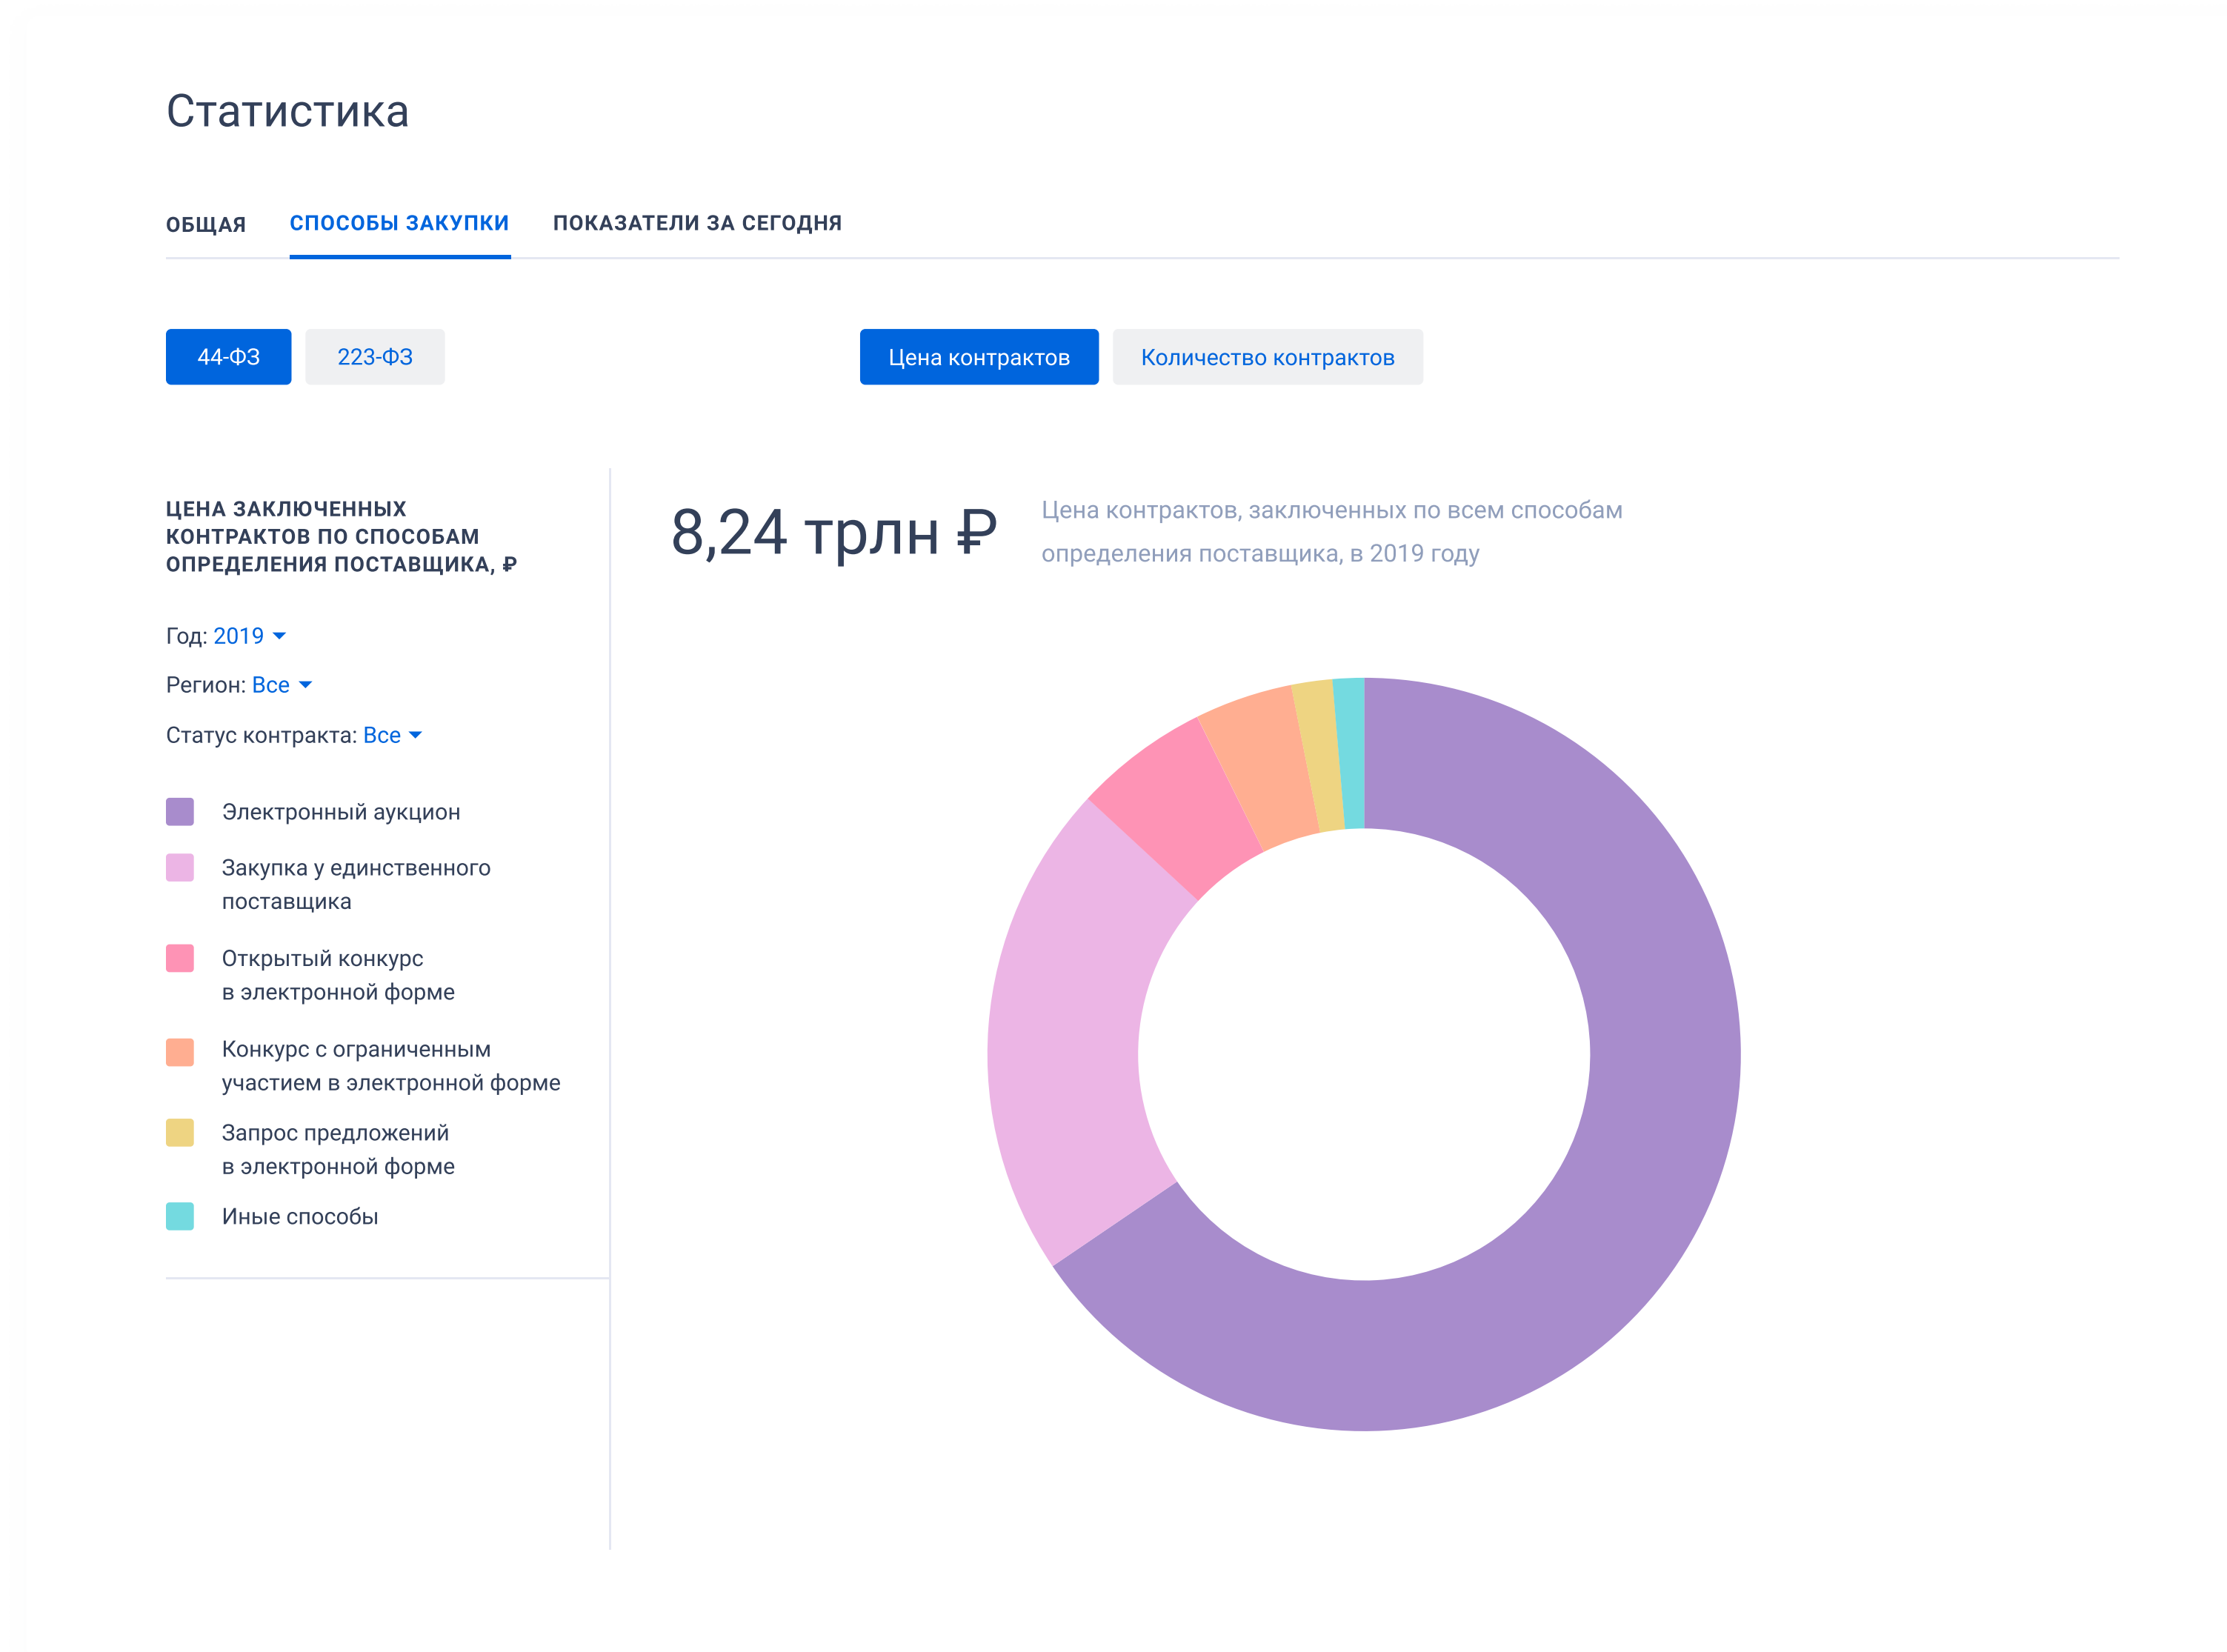 Статистика
ОБЩАЯ СПОСОБЫ ЗАКУПКИ ПОКАЗАТЕЛИ ЗА СЕГОДНЯ
44-ФЗ 223-ФЗ Цена контрактов Количество контрактов
ЦЕНА ЗАКЛЮЧЕННЫХ
КОНТРАКТОВ ПО СПОСОБАМ
ОПРЕДЕЛЕНИЯ ПОСТАВЩИКА, ₽
Год: 2019
Регион: Все
Статус контракта: Все
Электронный аукцион
Закупка у единственного
поставщика
Открытый конкурс
в электронной форме
Конкурс с ограниченным
участием в электронной форме
Запрос предложений
в электронной форме
Иные способы
8,24 трлн ₽
Цена контрактов, заключенных по всем способам
определения поставщика, в 2019 году